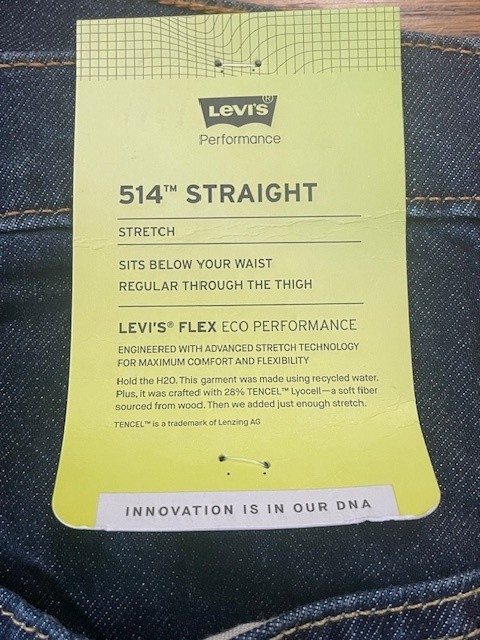 LEVI'S®
Performance
514™ STRAIGHT
STRETCH
SITS BELOW YOUR WAIST
REGULAR THROUGH THE THIGH
LEVI'S® FLEX ECO PERFORMANCE
ENGINEERED WITH ADVANCED STRETCH TECHNOLOGY
FOR MAXIMUM COMFORT AND FLEXIBILITY
Hold the H2O. This garment was made using recycled water.
Plus, it was crafted with 28% TENCEL™ Lyocell—a soft fiber
sourced from wood. Then we added just enough stretch.
TENCEL™ is a trademark of Lenzing AG
INNOVATION IS IN OUR DNA